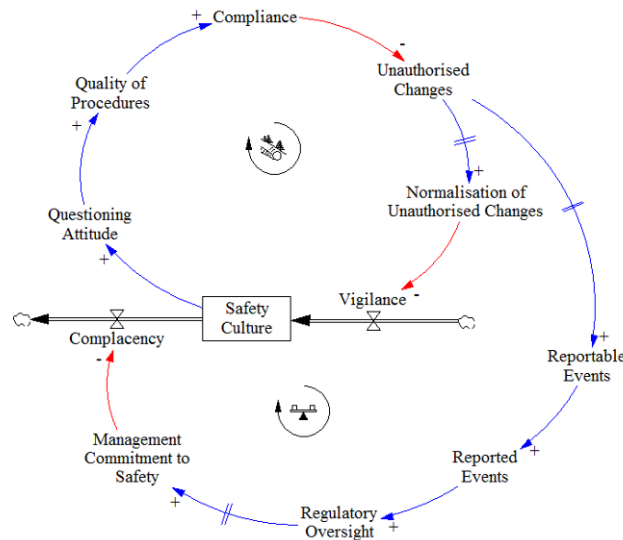 Compliance
+
-
Unauthorised
Changes
Quality of
Procedures
+
+
Normalisation of
Unauthorised Changes
Questioning
Attitude
+
Safety
Culture
Vigilance
-
Complacency
-
+
Reportable
Events
Management
Commitment to
Safety
+
Reported
Events
+
Regulatory
Oversight
+